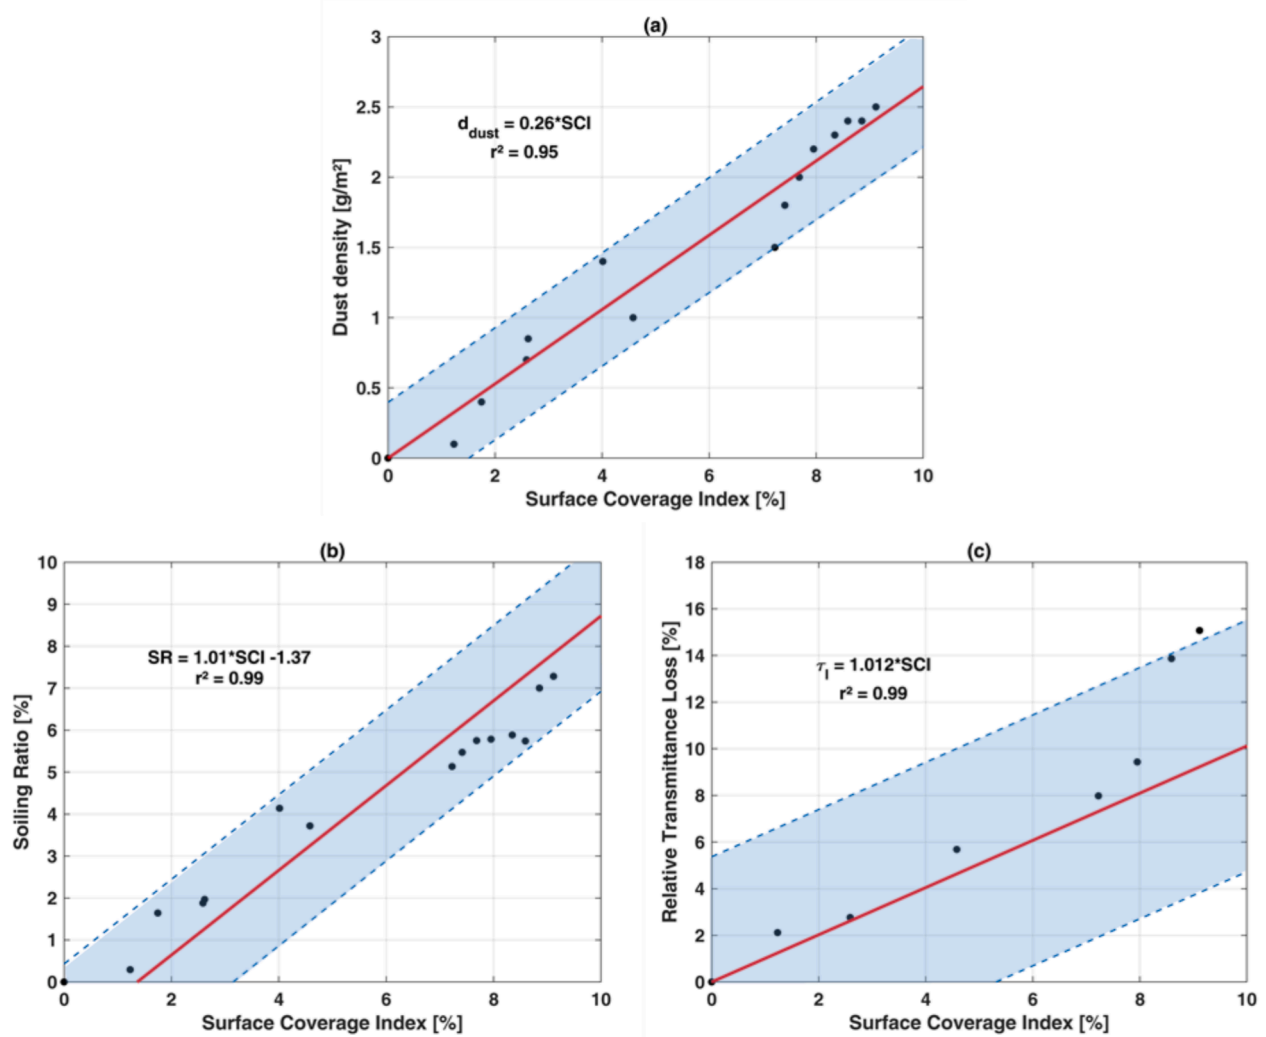 (a)
3
2.5
2
1.5
1
0.5
0
Dust density [g/m²]
d_dust = 0.26*SCI
r² = 0.95
0 2 4 6 8 10
Surface Coverage Index [%]
(b)
10
9
8
7
6
5
4
3
2
1
0
Soiling Ratio [%]
SR = 1.01*SCI -1.37
r² = 0.99
0 2 4 6 8 10
Surface Coverage Index [%]
(c)
18
16
14
12
10
8
6
4
2
0
Relative Transmittance Loss [%]
τ_l = 1.012*SCI
r² = 0.99
0 2 4 6 8 10
Surface Coverage Index [%]